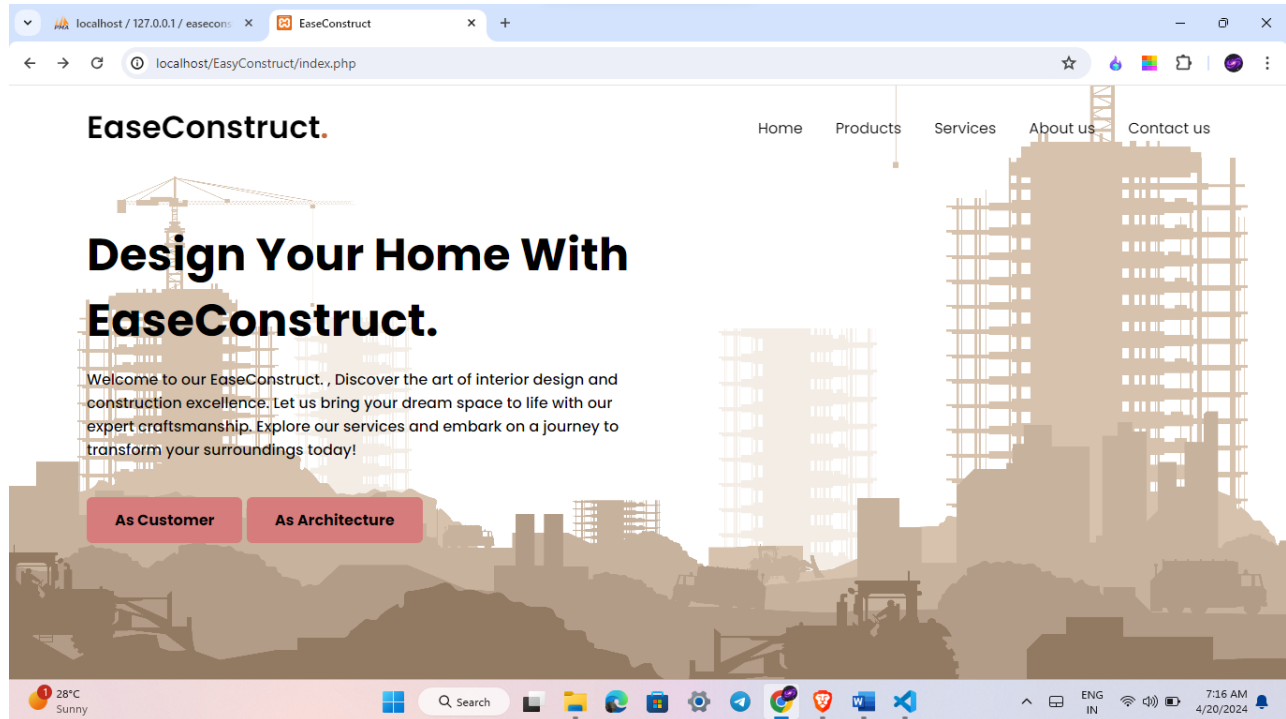 localhost / 127.0.0.1 / easecons
EaseConstruct
localhost/EasyConstruct/index.php
EaseConstruct.
Home Products Services About us Contact us
Design Your Home With
EaseConstruct.
Welcome to our EaseConstruct. , Discover the art of interior design and
construction excellence. Let us bring your dream space to life with our
expert craftsmanship. Explore our services and embark on a journey to
transform your surroundings today!
As Customer As Architecture
1
28°C
Sunny
Search
ENG
IN
7:16 AM
4/20/2024